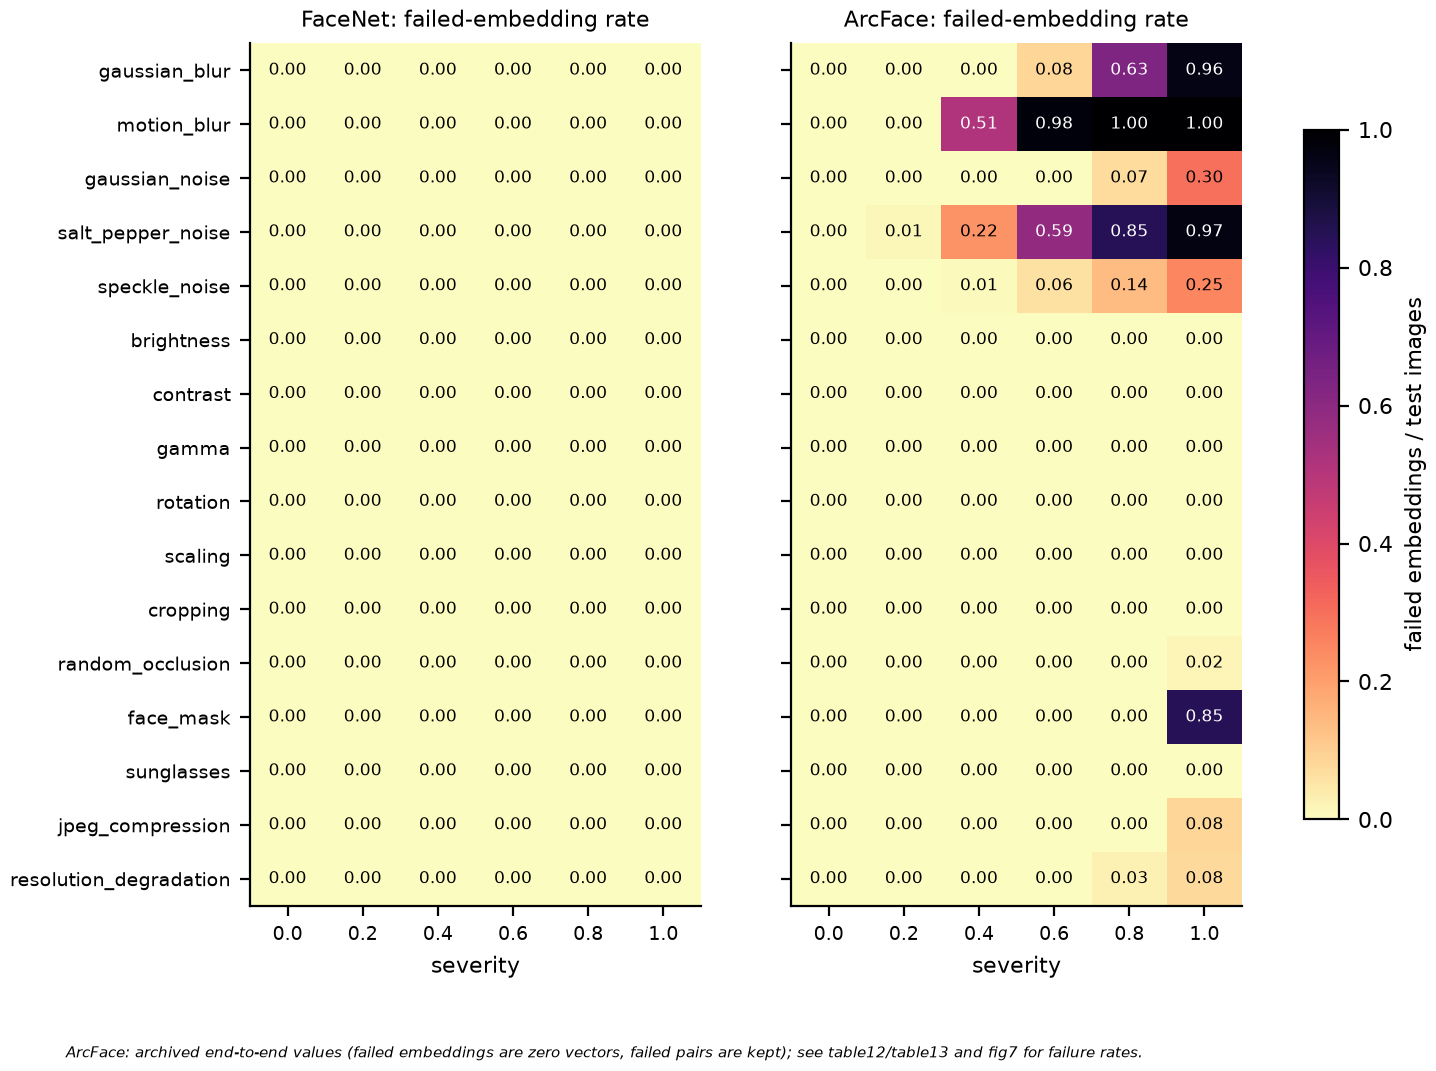 FaceNet: failed-embedding rate
ArcFace: failed-embedding rate
gaussian_blur 0.00 0.00 0.00 0.00 0.00 0.00 0.00 0.00 0.00 0.08 0.63 0.96
motion_blur 0.00 0.00 0.00 0.00 0.00 0.00 0.00 0.00 0.51 0.98 1.00 1.00
gaussian_noise 0.00 0.00 0.00 0.00 0.00 0.00 0.00 0.00 0.00 0.00 0.07 0.30
salt_pepper_noise 0.00 0.00 0.00 0.00 0.00 0.00 0.00 0.01 0.22 0.59 0.85 0.97
speckle_noise 0.00 0.00 0.00 0.00 0.00 0.00 0.00 0.00 0.01 0.06 0.14 0.25
brightness 0.00 0.00 0.00 0.00 0.00 0.00 0.00 0.00 0.00 0.00 0.00 0.00
contrast 0.00 0.00 0.00 0.00 0.00 0.00 0.00 0.00 0.00 0.00 0.00 0.00
gamma 0.00 0.00 0.00 0.00 0.00 0.00 0.00 0.00 0.00 0.00 0.00 0.00
rotation 0.00 0.00 0.00 0.00 0.00 0.00 0.00 0.00 0.00 0.00 0.00 0.00
scaling 0.00 0.00 0.00 0.00 0.00 0.00 0.00 0.00 0.00 0.00 0.00 0.00
cropping 0.00 0.00 0.00 0.00 0.00 0.00 0.00 0.00 0.00 0.00 0.00 0.00
random_occlusion 0.00 0.00 0.00 0.00 0.00 0.00 0.00 0.00 0.00 0.00 0.00 0.02
face_mask 0.00 0.00 0.00 0.00 0.00 0.00 0.00 0.00 0.00 0.00 0.00 0.85
sunglasses 0.00 0.00 0.00 0.00 0.00 0.00 0.00 0.00 0.00 0.00 0.00 0.00
jpeg_compression 0.00 0.00 0.00 0.00 0.00 0.00 0.00 0.00 0.00 0.00 0.00 0.08
resolution_degradation 0.00 0.00 0.00 0.00 0.00 0.00 0.00 0.00 0.00 0.00 0.03 0.08
0.0 0.2 0.4 0.6 0.8 1.0 0.0 0.2 0.4 0.6 0.8 1.0
severity
severity
1.0
0.8
0.6
0.4
0.2
0.0
failed embeddings / test images
ArcFace: archived end-to-end values (failed embeddings are zero vectors, failed pairs are kept); see table12/table13 and fig7 for failure rates.